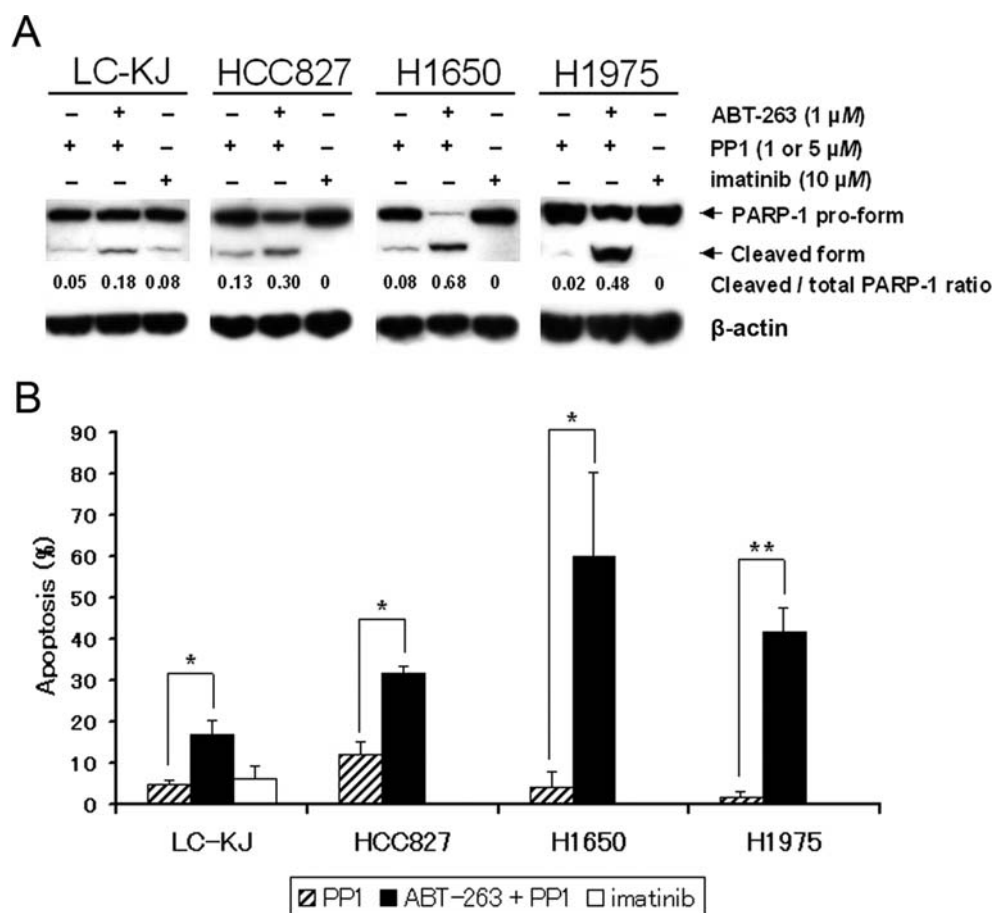 A
LC-KJ HCC827 H1650 H1975
– + – – + – – + – – + – ABT-263 (1 µM)
+ + – + + – + + – + + – PP1 (1 or 5 µM)
– – + – – + – – + – – + imatinib (10 µM)
PARP-1 pro-form
Cleaved form
0.05 0.18 0.08 0.13 0.30 0 0.08 0.68 0 0.02 0.48 0 Cleaved / total PARP-1 ratio
β-actin
B
Apoptosis (%)
90
80
70
60
50
40
30
20
10
0
* * * **
LC-KJ HCC827 H1650 H1975
PP1 ABT-263 + PP1 imatinib